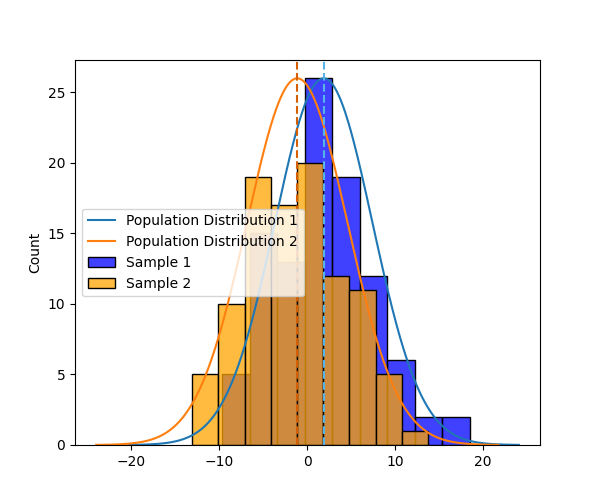 25
20
15
10
5
0
Count
Population Distribution 1
Population Distribution 2
Sample 1
Sample 2
−20
−10
0
10
20